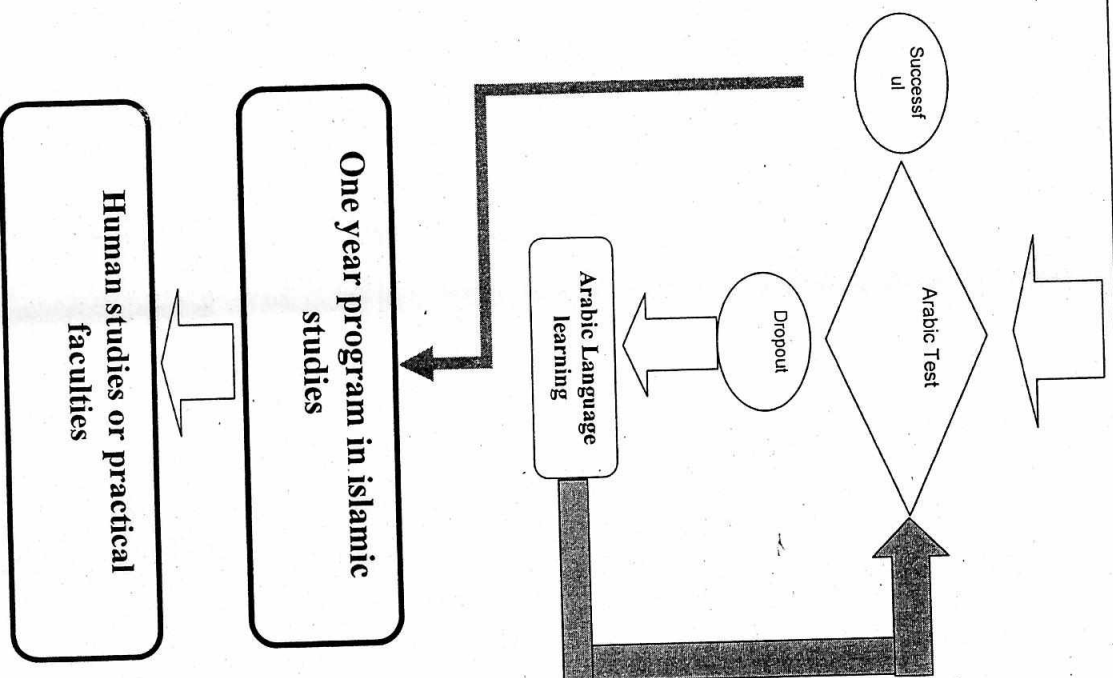 Arabic Test
Successf
ul
Dropout
Arabic Language
learning
One year program in islamic
studies
Human studies or practical
faculties